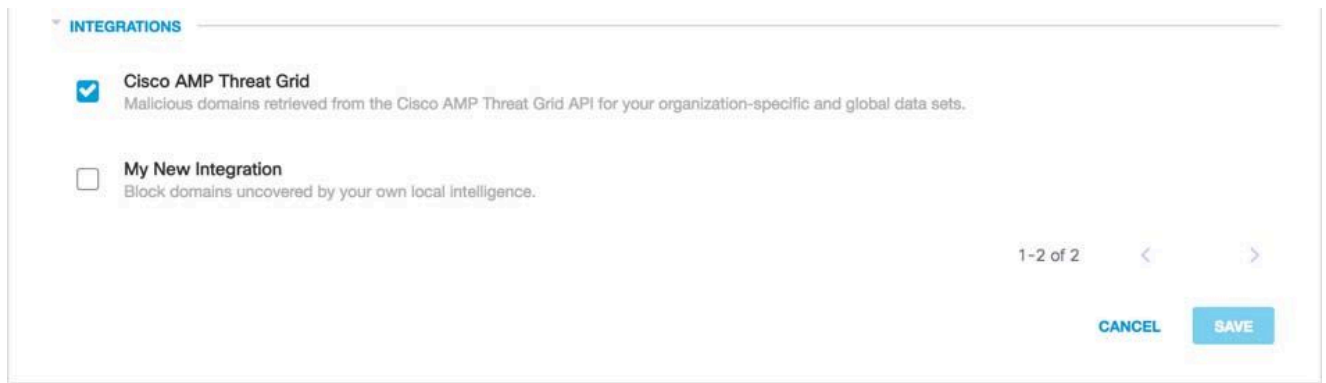 INTEGRATIONS
Cisco AMP Threat Grid
Malicious domains retrieved from the Cisco AMP Threat Grid API for your organization-specific and global data sets.
My New Integration
Block domains uncovered by your own local intelligence.
1-2 of 2
CANCEL SAVE